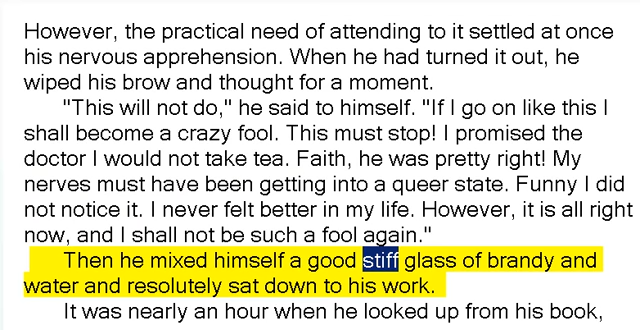 However, the practical need of attending to it settled at once
his nervous apprehension. When he had turned it out, he
wiped his brow and thought for a moment.
"This will not do," he said to himself. "If I go on like this I
shall become a crazy fool. This must stop! I promised the
doctor I would not take tea. Faith, he was pretty right! My
nerves must have been getting into a queer state. Funny I did
not notice it. I never felt better in my life. However, it is all right
now, and I shall not be such a fool again."
Then he mixed himself a good stiff glass of brandy and
water and resolutely sat down to his work.
It was nearly an hour when he looked up from his book,